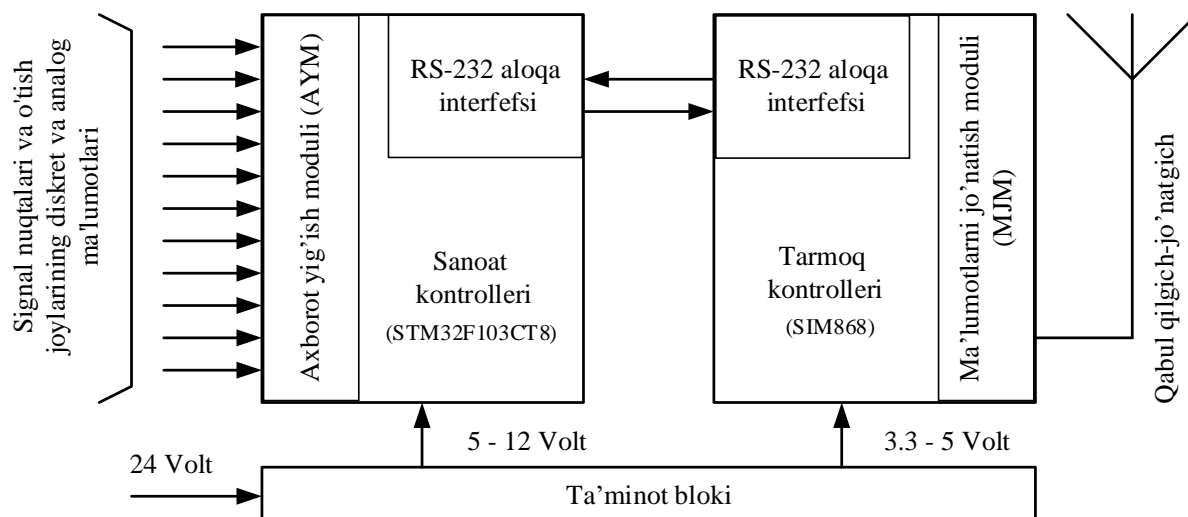 Signal nuqtalari va o'tish
joylarining diskret va analog
ma'lumotlari
Axborot yig'ish moduli (AYM)
RS-232 aloqa
interfefsi
Sanoat
kontrolleri
(STM32F103CT8)
RS-232 aloqa
interfefsi
Tarmoq
kontrolleri
(SIM868)
Ma’lumotlarni jo’natish moduli
(MJM)
Qabul qilgich-jo’natgich
24 Volt
5 - 12 Volt
3.3 - 5 Volt
Ta’minot bloki